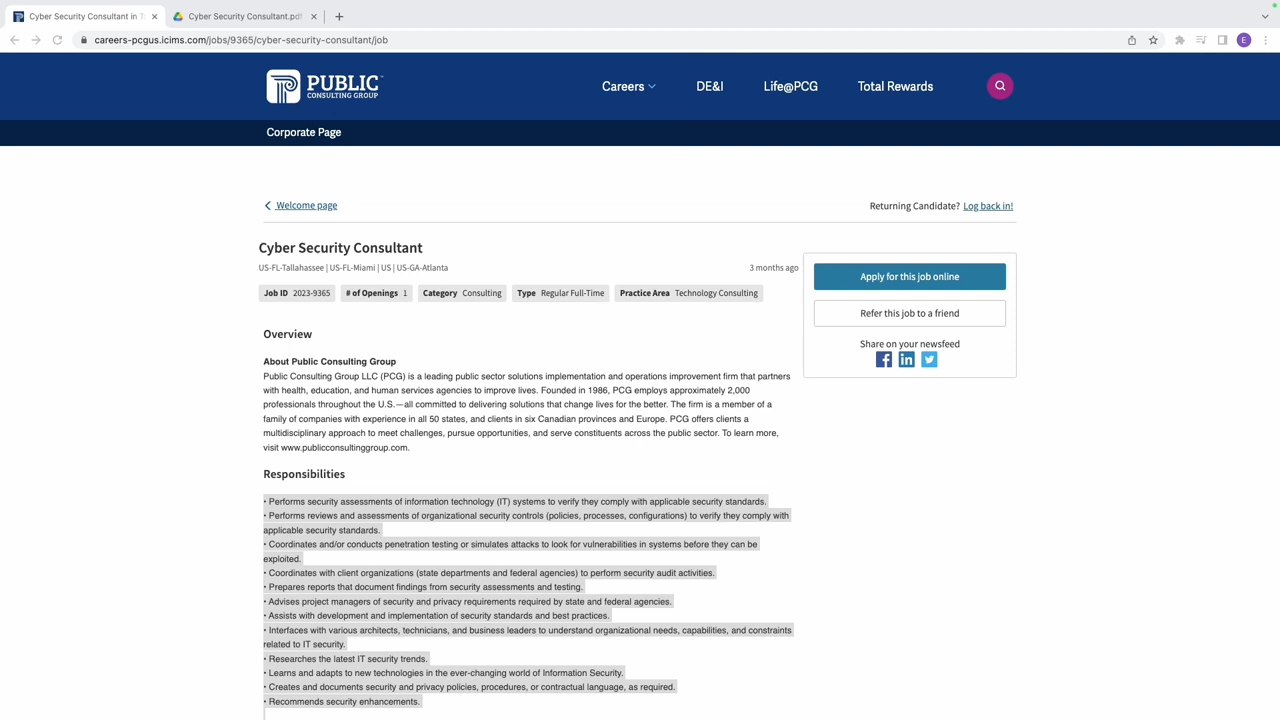 Cyber Security Consultant in T
Cyber Security Consultant.pdf
careers-pcgus.icims.com/jobs/9365/cyber-security-consultant/job
E
PUBLIC
CONSULTING GROUP
Careers
DE&I
Life@PCG
Total Rewards
Corporate Page
Welcome page
Returning Candidate? Log back in!
Cyber Security Consultant
US-FL-Tallahassee | US-FL-Miami | US | US-GA-Atlanta
3 months ago
Job ID 2023-9365
# of Openings 1
Category Consulting
Type Regular Full-Time
Practice Area Technology Consulting
Apply for this job online
Refer this job to a friend
Share on your newsfeed
Overview
About Public Consulting Group
Public Consulting Group LLC (PCG) is a leading public sector solutions implementation and operations improvement firm that partners
with health, education, and human services agencies to improve lives. Founded in 1986, PCG employs approximately 2,000
professionals throughout the U.S.—all committed to delivering solutions that change lives for the better. The firm is a member of a
family of companies with experience in all 50 states, and clients in six Canadian provinces and Europe. PCG offers clients a
multidisciplinary approach to meet challenges, pursue opportunities, and serve constituents across the public sector. To learn more,
visit www.publicconsultinggroup.com.
Responsibilities
• Performs security assessments of information technology (IT) systems to verify they comply with applicable security standards.
• Performs reviews and assessments of organizational security controls (policies, processes, configurations) to verify they comply with
applicable security standards.
• Coordinates and/or conducts penetration testing or simulates attacks to look for vulnerabilities in systems before they can be
exploited.
• Coordinates with client organizations (state departments and federal agencies) to perform security audit activities.
• Prepares reports that document findings from security assessments and testing.
• Advises project managers of security and privacy requirements required by state and federal agencies.
• Assists with development and implementation of security standards and best practices.
• Interfaces with various architects, technicians, and business leaders to understand organizational needs, capabilities, and constraints
related to IT security.
• Researches the latest IT security trends.
• Learns and adapts to new technologies in the ever-changing world of Information Security.
• Creates and documents security and privacy policies, procedures, or contractual language, as required.
• Recommends security enhancements.